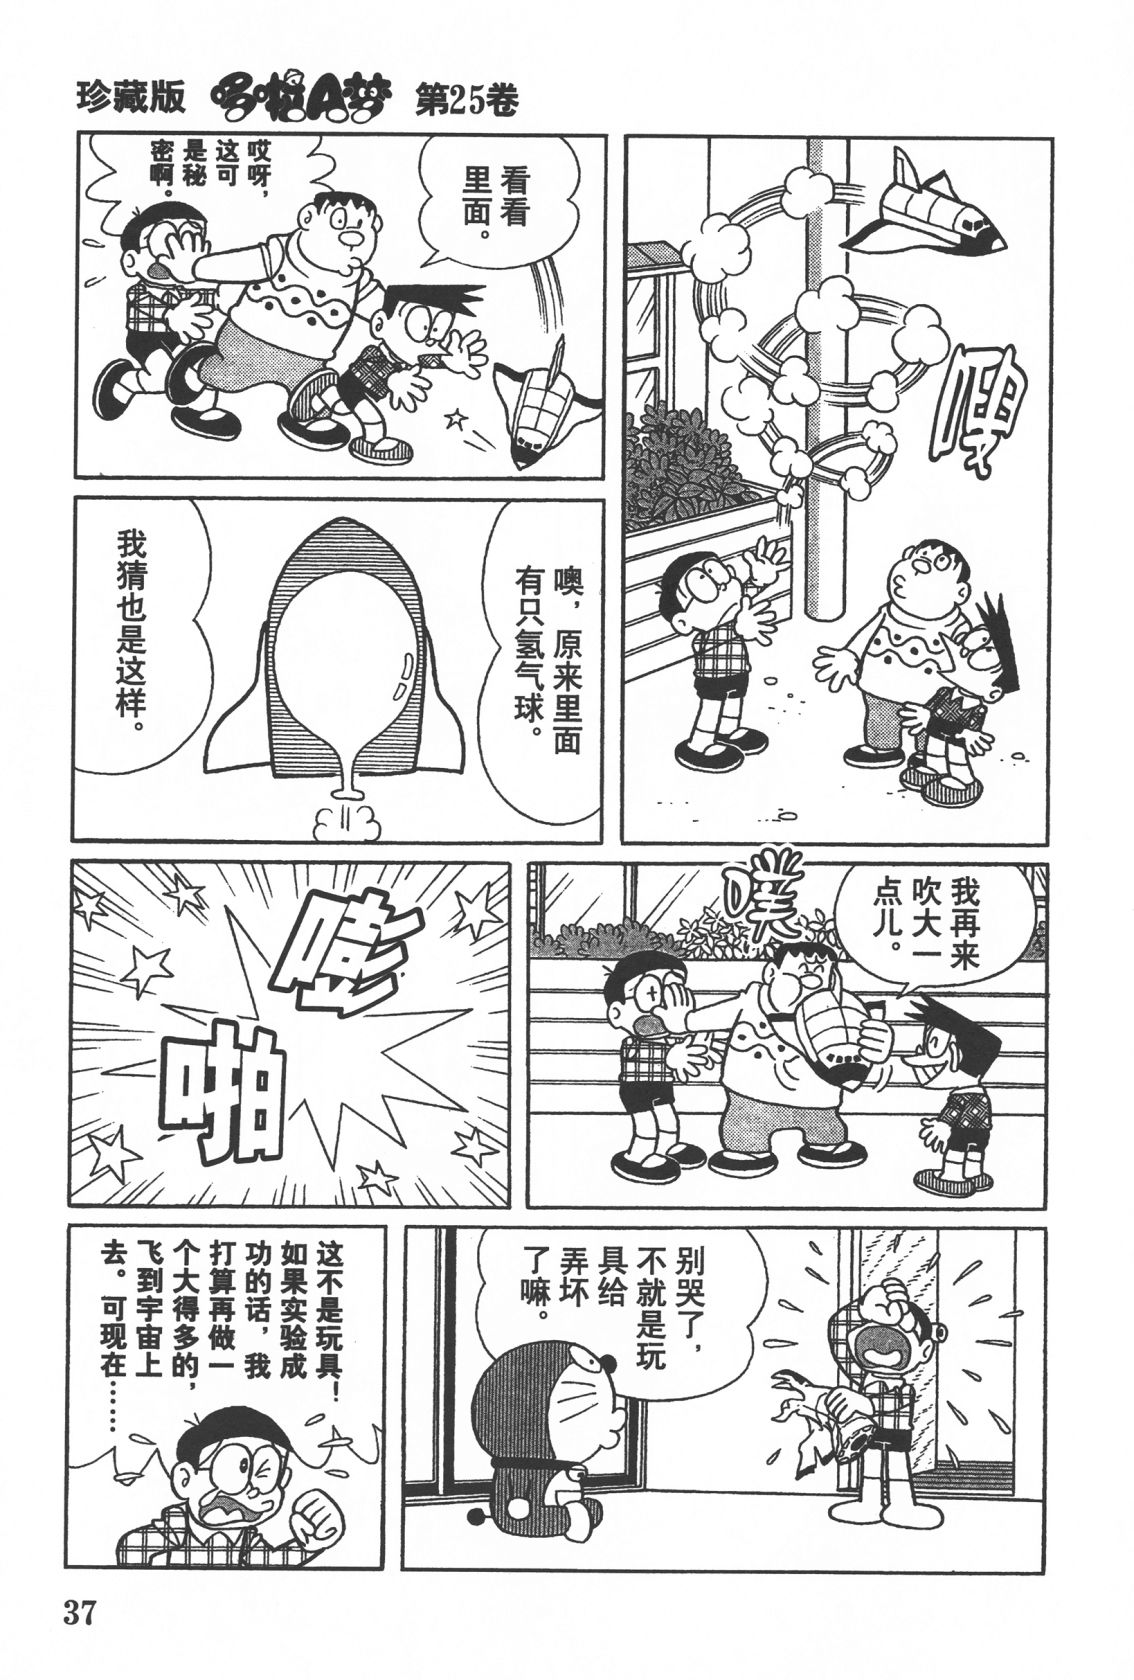 珍藏版 哆啦A梦 第25卷
噢
看看
里面。
哎呀，
这可
是秘
密啊。
噢，原来里面
有只氢气球。
我猜也是这样。
我再来
吹大一
点儿。
噗
嘭
啪
别哭了，
不就是玩
具给
弄坏
了嘛。
这不是玩具！
如果实验成
功的话，我
打算再做一
个大得多的，
飞到宇宙上
去。可现在……
37